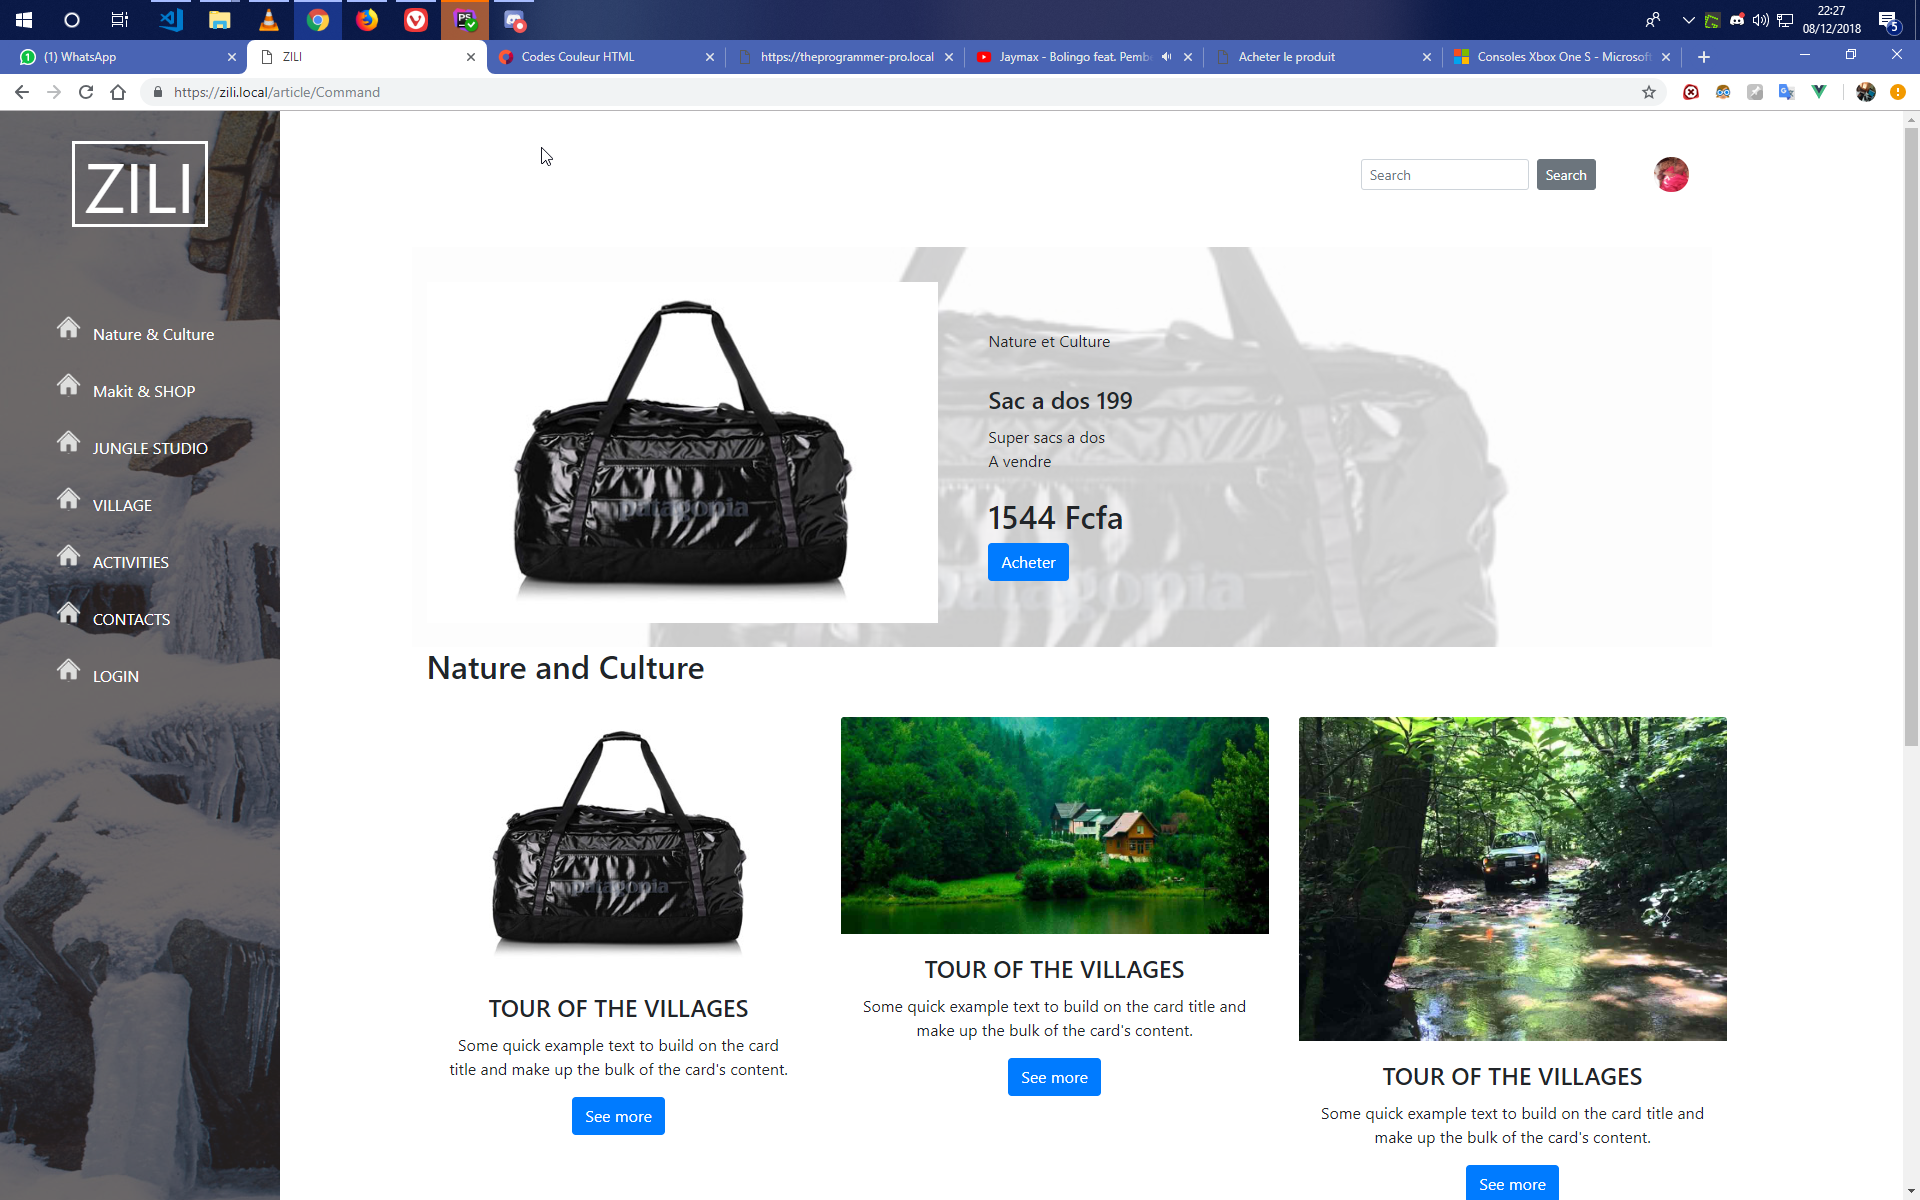 22:27
08/12/2018
5
(1) WhatsApp
ZILI
Codes Couleur HTML
https://theprogrammer-pro.local
Jaymax - Bolingo feat. Pemb
Acheter le produit
Consoles Xbox One S - Microsoft
https://zili.local/article/Command
ZILI
Search
Search
Nature & Culture
Makit & SHOP
JUNGLE STUDIO
VILLAGE
ACTIVITIES
CONTACTS
LOGIN
patagonia
Nature et Culture
Sac a dos 199
Super sacs a dos
A vendre
1544 Fcfa
Acheter
patagonia
Nature and Culture
patagonia
TOUR OF THE VILLAGES
Some quick example text to build on the card
title and make up the bulk of the card's content.
See more
TOUR OF THE VILLAGES
Some quick example text to build on the card title and
make up the bulk of the card's content.
See more
TOUR OF THE VILLAGES
Some quick example text to build on the card title and
make up the bulk of the card's content.
See more